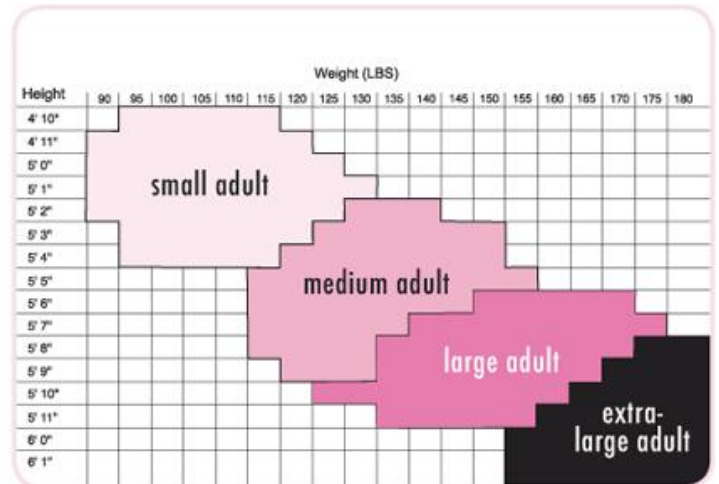 Weight (LBS)
Height 90 95 100 105 110 115 120 125 130 135 140 145 150 155 160 165 170 175 180
4' 10"
4' 11"
5' 0"
5' 1"
small adult
5' 2"
5' 3"
5' 4"
5' 5"
medium adult
5' 6"
5' 7"
5' 8"
large adult
5' 9"
5' 10"
5' 11"
extra-
large adult
6' 0"
6' 1"